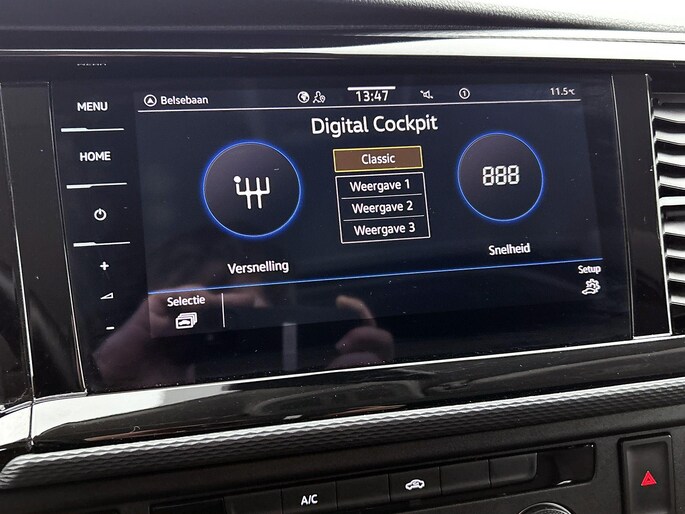 MENU
HOME
Belsebaan
13:47
1
11.5°C
Digital Cockpit
Classic
Weergave 1
Weergave 2
Weergave 3
888
Versnelling
Snelheid
Selectie
Setup
+
-
A/C